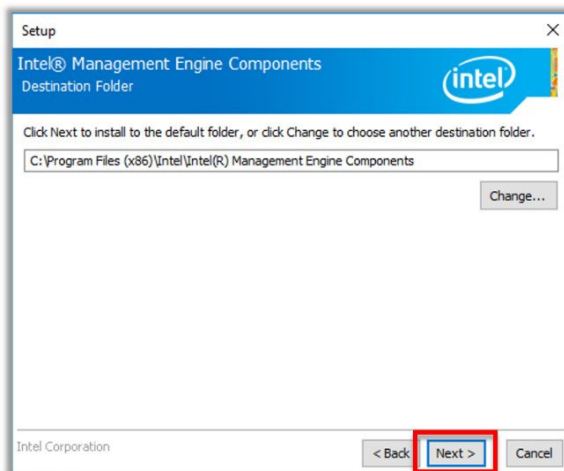 Setup
Intel® Management Engine Components
intel
Destination Folder
Click Next to install to the default folder, or click Change to choose another destination folder.
C:\Program Files (x86)\Intel\Intel(R) Management Engine Components
Change...
Intel Corporation
< Back
Next >
Cancel